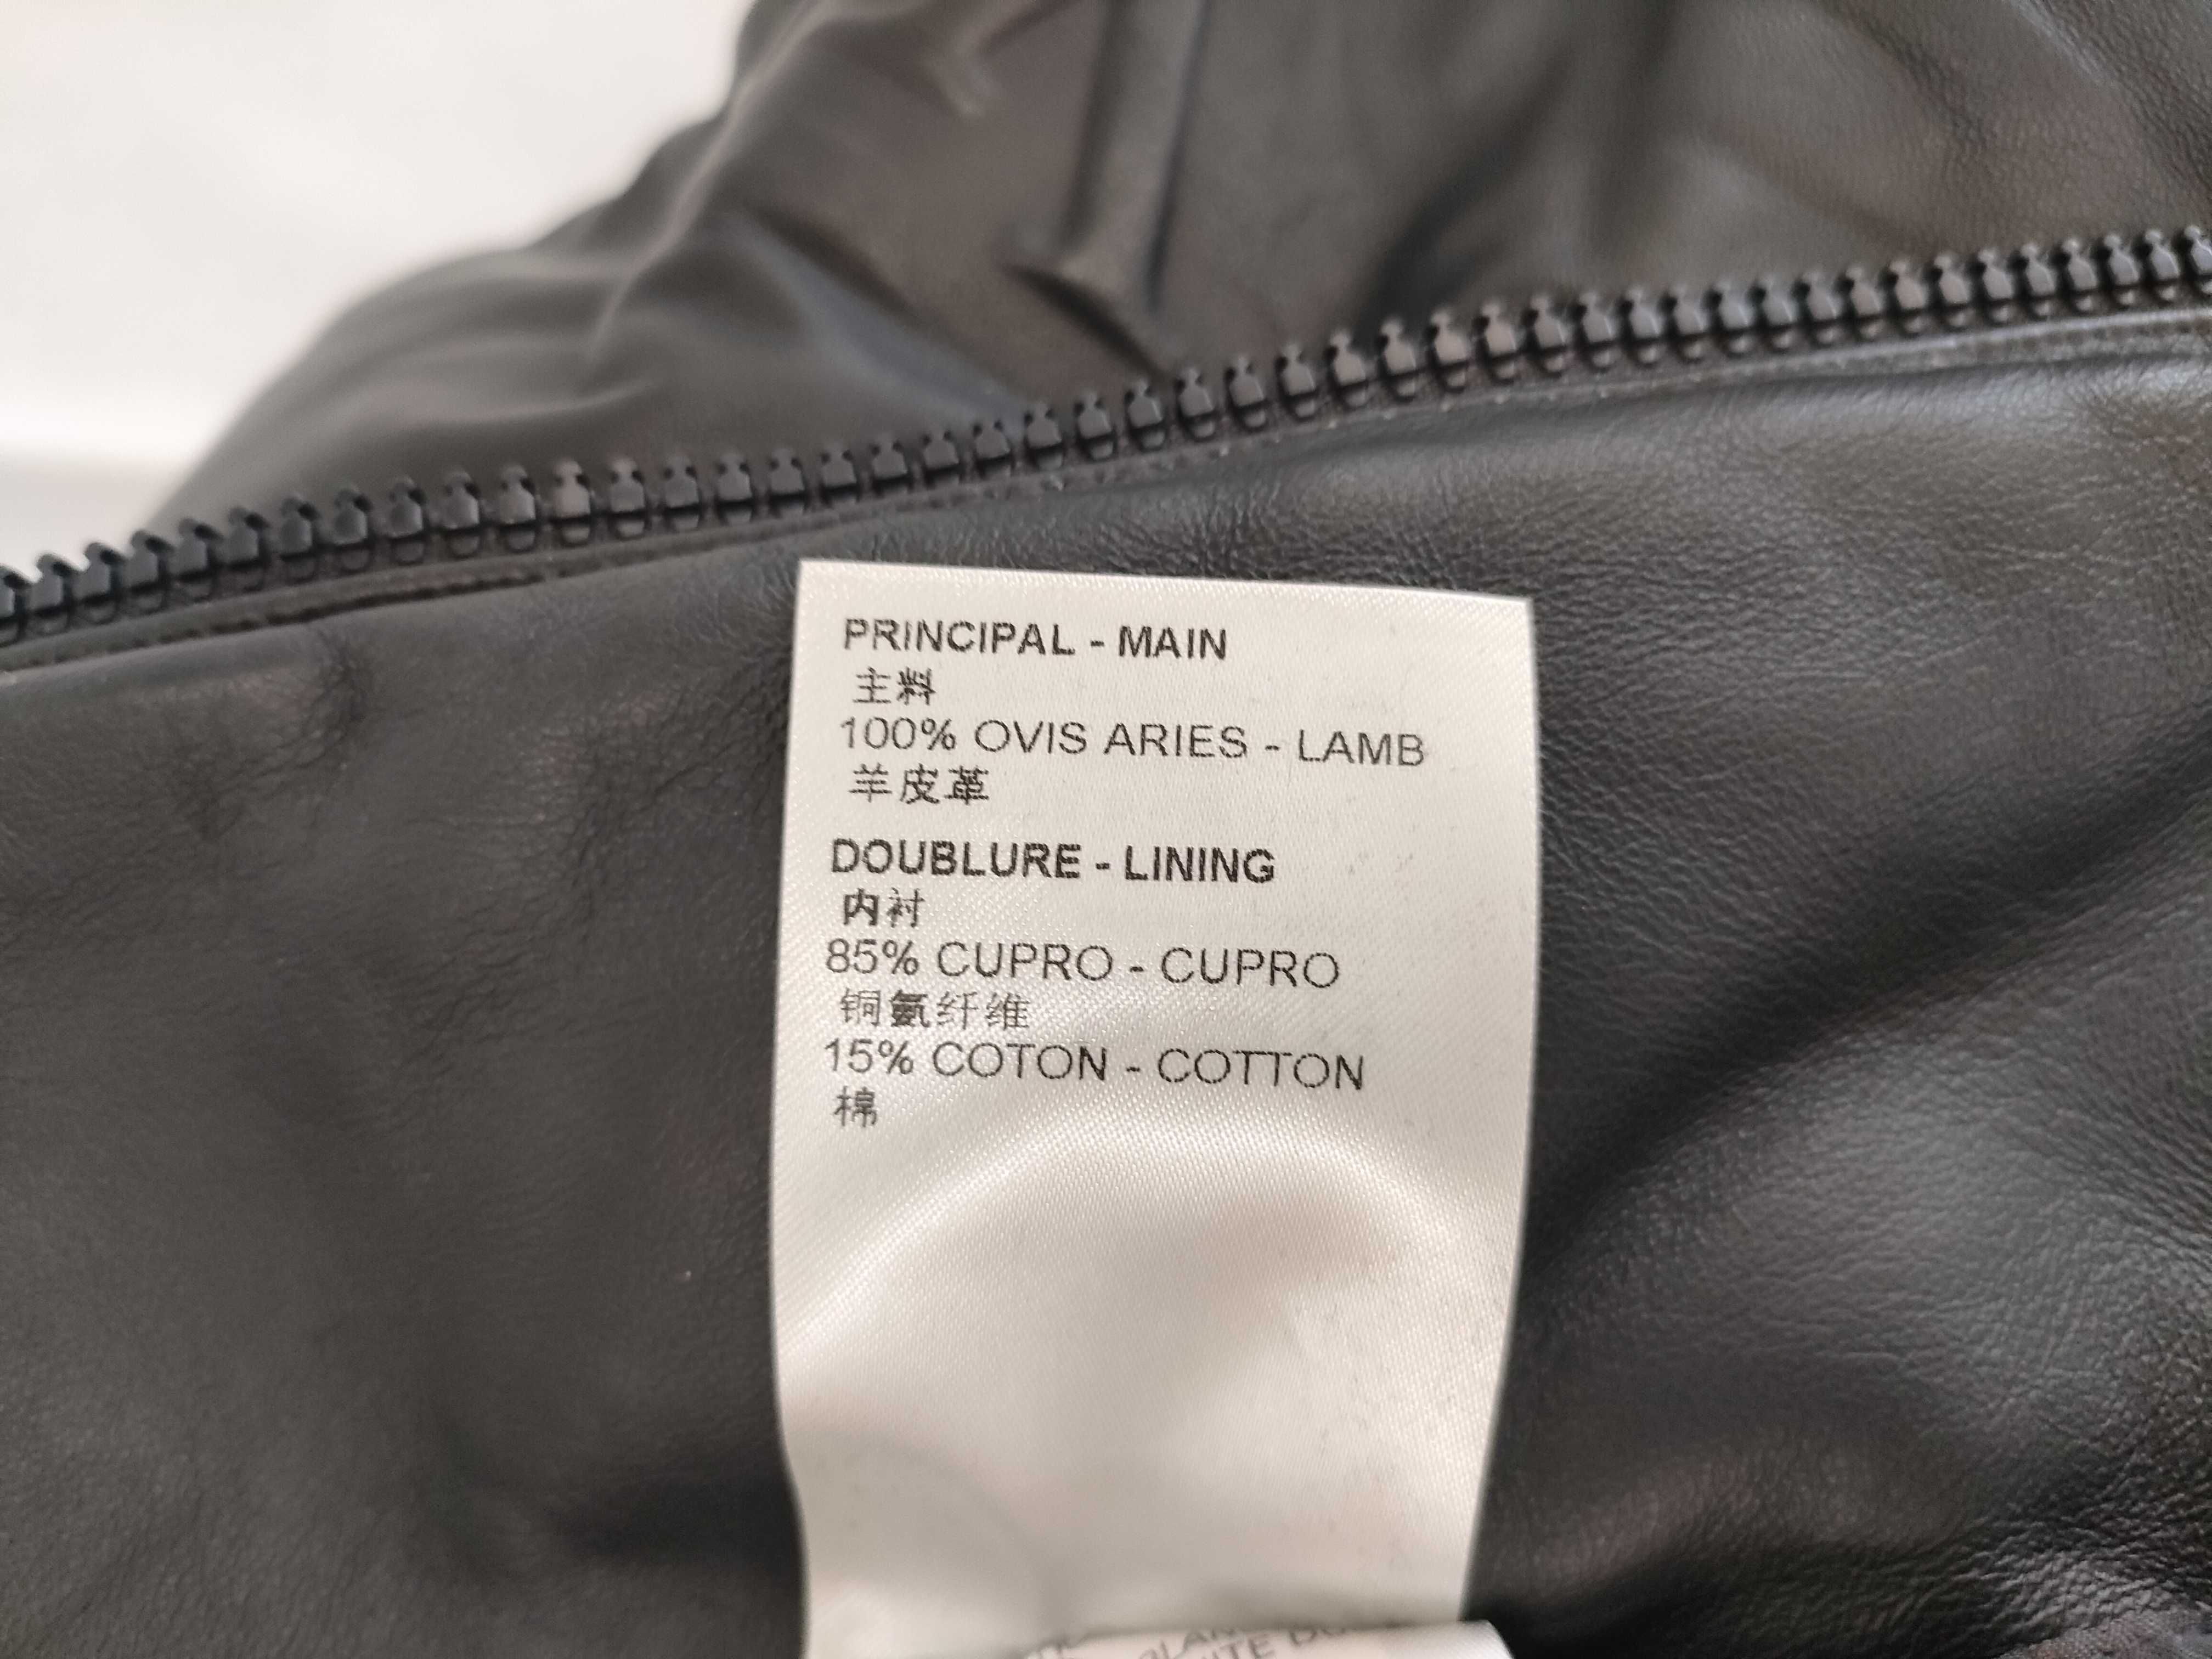 PRINCIPAL - MAIN
主料
100% OVIS ARIES - LAMB
羊皮革
DOUBLURE - LINING
内衬
85% CUPRO - CUPRO
铜氨纤维
15% COTON - COTTON
棉